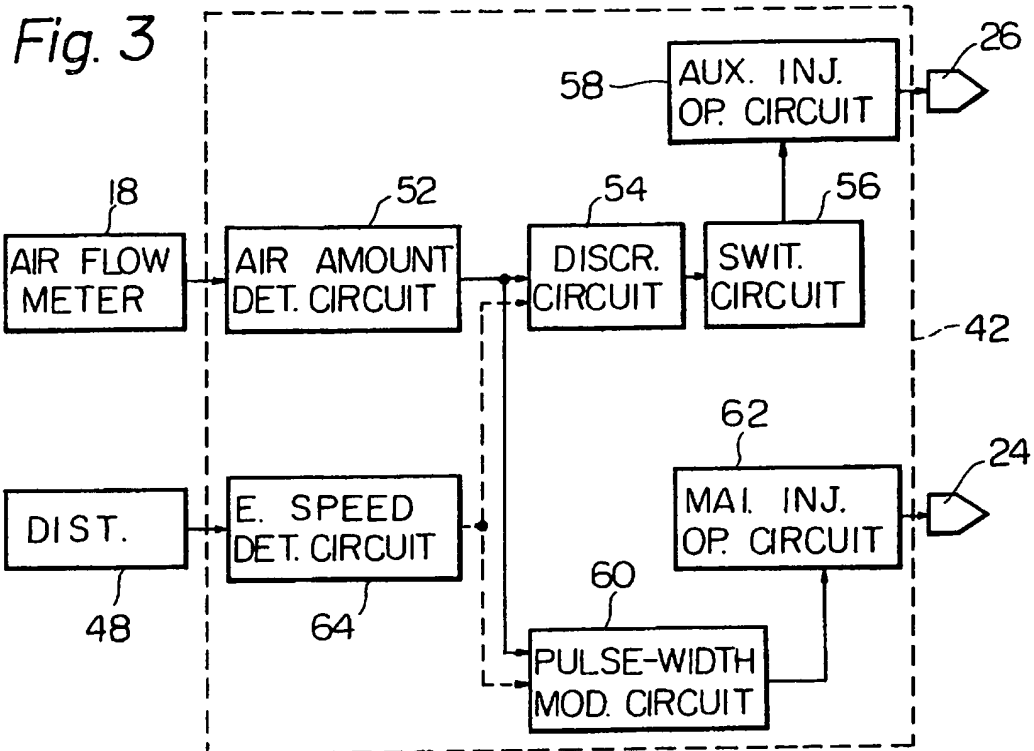 Fig. 3
26
58
AUX. INJ.
OP. CIRCUIT
18
52
54
56
AIR FLOW
METER
AIR AMOUNT
DET. CIRCUIT
DISCR.
CIRCUIT
SWIT.
CIRCUIT
42
62
24
DIST.
E. SPEED
DET. CIRCUIT
MAI. INJ.
OP. CIRCUIT
48
64
60
PULSE-WIDTH
MOD. CIRCUIT